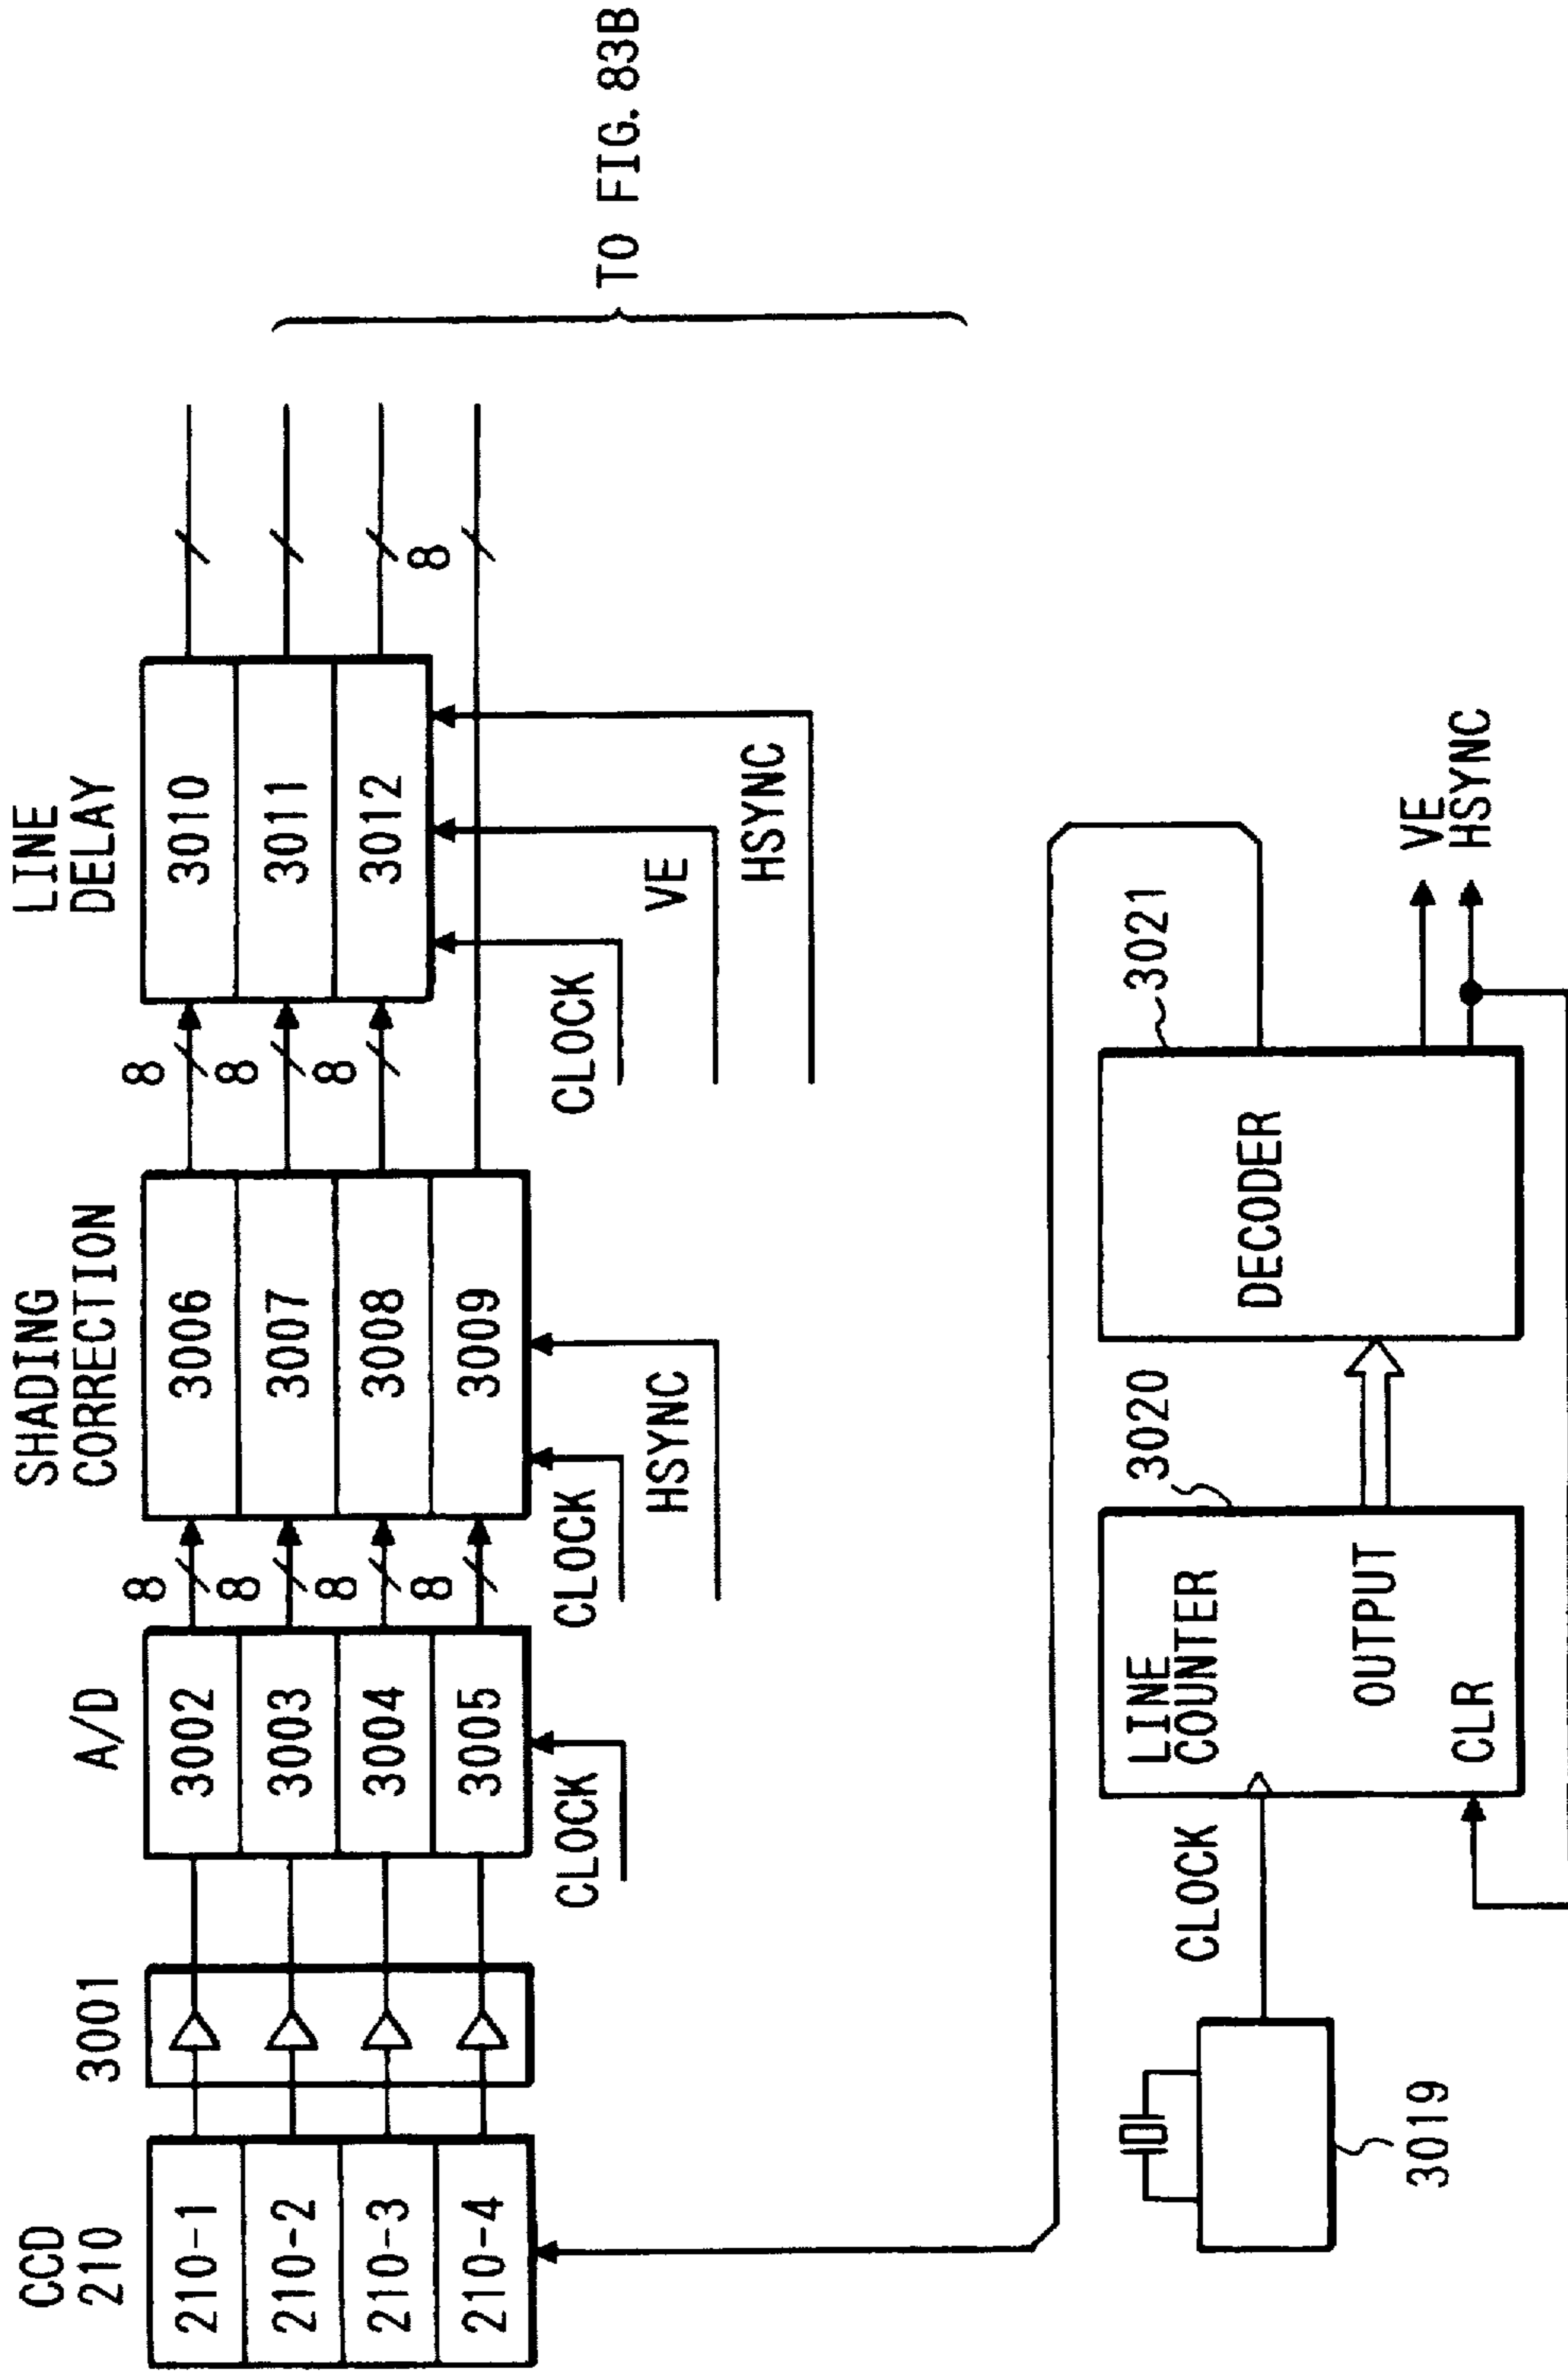 CCD
210
210-1
210-2
210-3
210-4
3001
A/D
3002
3003
3004
3005
CLOCK
8
8
8
8
SHADING
CORRECTION
3006
3007
3008
3009
CLOCK
HSYNC
8
8
8
LINE
DELAY
3010
3011
3012
CLOCK
VE
HSYNC
8
TO FIG. 83B
3019
CLOCK
LINE
COUNTER
OUTPUT
CLR
3020
DECODER
3021
VE
HSYNC